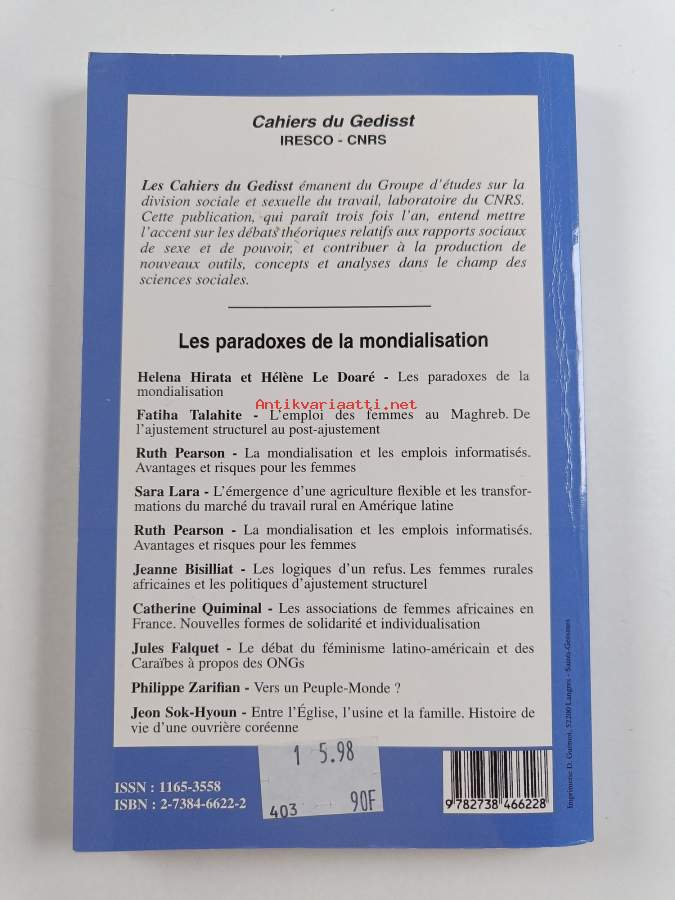 Cahiers du Gedisst
IRESCO - CNRS
Les Cahiers du Gedisst émanent du Groupe d'études sur la
division sociale et sexuelle du travail, laboratoire du CNRS.
Cette publication, qui paraît trois fois l'an, entend mettre
l'accent sur les débats théoriques relatifs aux rapports sociaux
de sexe et de pouvoir, et contribuer à la production de
nouveaux outils, concepts et analyses dans le champ des
sciences sociales.
Les paradoxes de la mondialisation
Helena Hirata et Hélène Le Doaré - Les paradoxes de la
mondialisation
Antikvariaatti.net
Fatiha Talahite - L'emploi des femmes au Maghreb. De
l'ajustement structurel au post-ajustement
Ruth Pearson - La mondialisation et les emplois informatisés.
Avantages et risques pour les femmes
Sara Lara - L'émergence d'une agriculture flexible et les transfor-
mations du marché du travail rural en Amérique latine
Ruth Pearson - La mondialisation et les emplois informatisés.
Avantages et risques pour les femmes
Jeanne Bisilliat - Les logiques d'un refus. Les femmes rurales
africaines et les politiques d'ajustement structurel
Catherine Quiminal - Les associations de femmes africaines en
France. Nouvelles formes de solidarité et individualisation
Jules Falquet - Le débat du féminisme latino-américain et des
Caraïbes à propos des ONGs
Philippe Zarifian - Vers un Peuple-Monde ?
Jeon Sok-Hyoun - Entre l'Église, l'usine et la famille. Histoire de
vie d'une ouvrière coréenne
ISSN : 1165-3558
ISBN : 2-7384-6622-2
1 5.98
403 90F
9 782738 466228
Imprimerie D. Guéniot, 52200 Langres - Saints-Geosmes